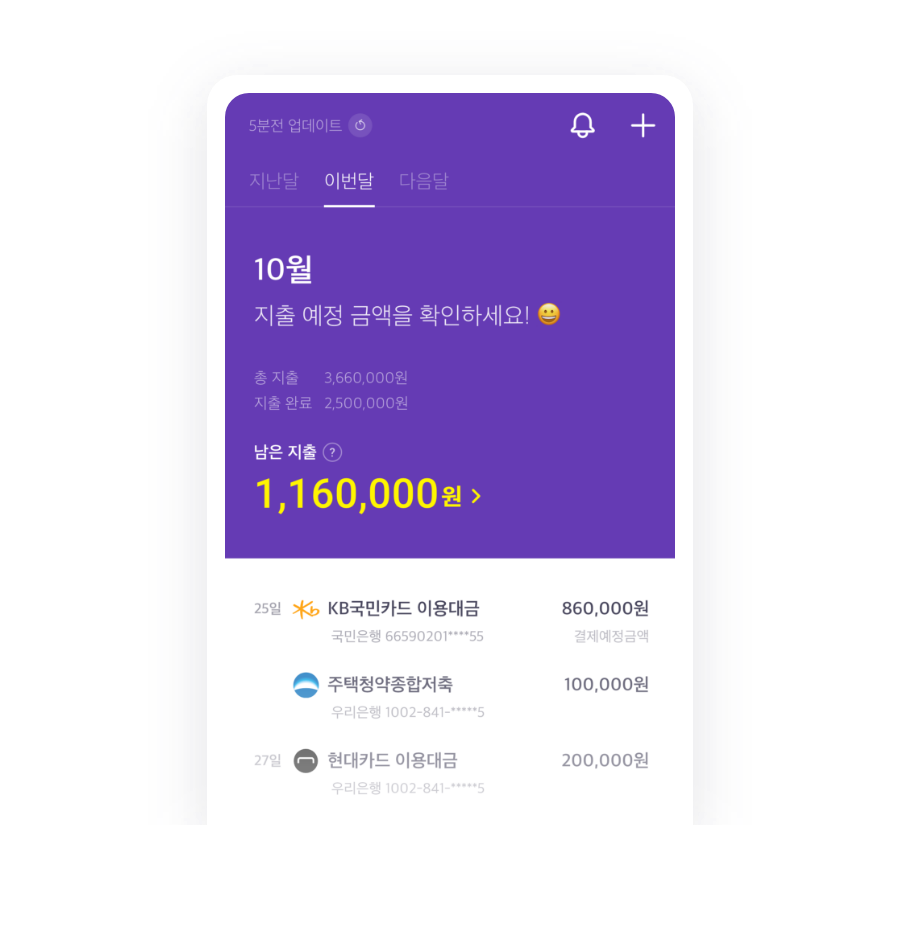 5분전 업데이트
지난달 이번달 다음달
10월
지출 예정 금액을 확인하세요! 😀
총 지출 3,660,000원
지출 완료 2,500,000원
남은 지출 ?
1,160,000원 >
25일 KB국민카드 이용대금 860,000원
국민은행 66590201****55 결제예정금액
주택청약종합저축 100,000원
우리은행 1002-841-*****5
27일 현대카드 이용대금 200,000원
우리은행 1002-841-*****5